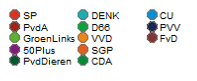 SP DENK CU
PvdA D66 PVV
GroenLinks VVD FvD
50Plus SGP
PvdDieren CDA